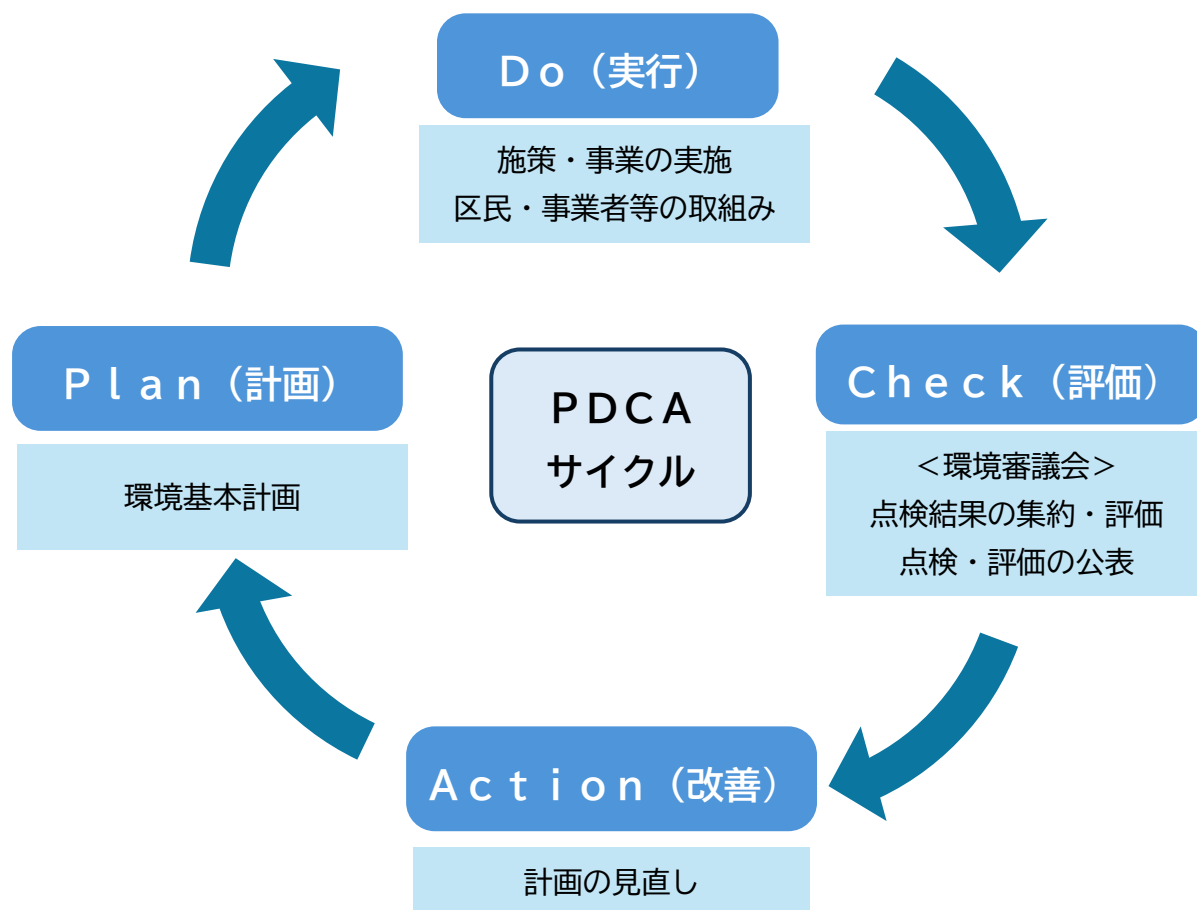 Ｄｏ（実行）
施策・事業の実施
区民・事業者等の取組み
Ｐｌａｎ（計画）
環境基本計画
ＰＤＣＡ
サイクル
Ｃｈｅｃｋ（評価）
＜環境審議会＞
点検結果の集約・評価
点検・評価の公表
Ａｃｔｉｏｎ（改善）
計画の見直し